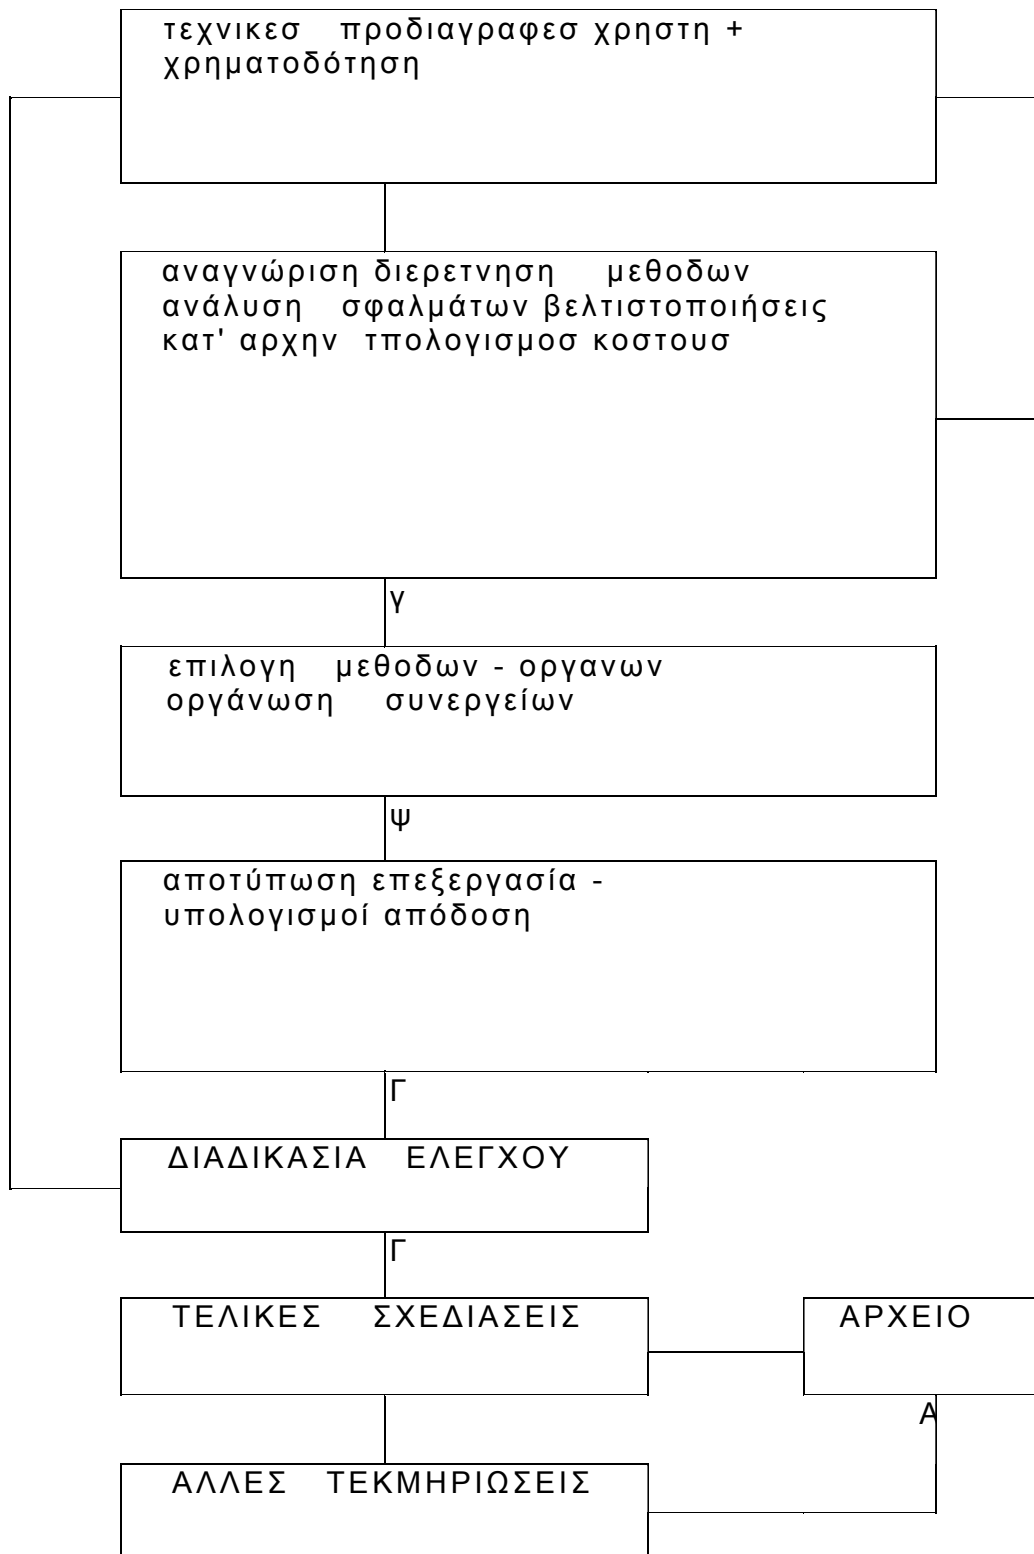 τεχνικεσ προδιαγραφεσ χρηστη +
χρηματοδότηση
αναγνώριση διερετνηση μεθοδων
ανάλυση σφαλμάτων βελτιστοποιήσεις
κατ' αρχην τπολογισμοσ κοστουσ
γ
επιλογη μεθοδων - οργανων
οργάνωση συνεργείων
ψ
αποτύπωση επεξεργασία -
υπολογισμοί απόδοση
Γ
ΔΙΑΔΙΚΑΣΙΑ ΕΛΕΓΧΟΥ
Γ
ΤΕΛΙΚΕΣ ΣΧΕΔΙΑΣΕΙΣ
ΑΡΧΕΙΟ
Α
ΑΛΛΕΣ ΤΕΚΜΗΡΙΩΣΕΙΣ